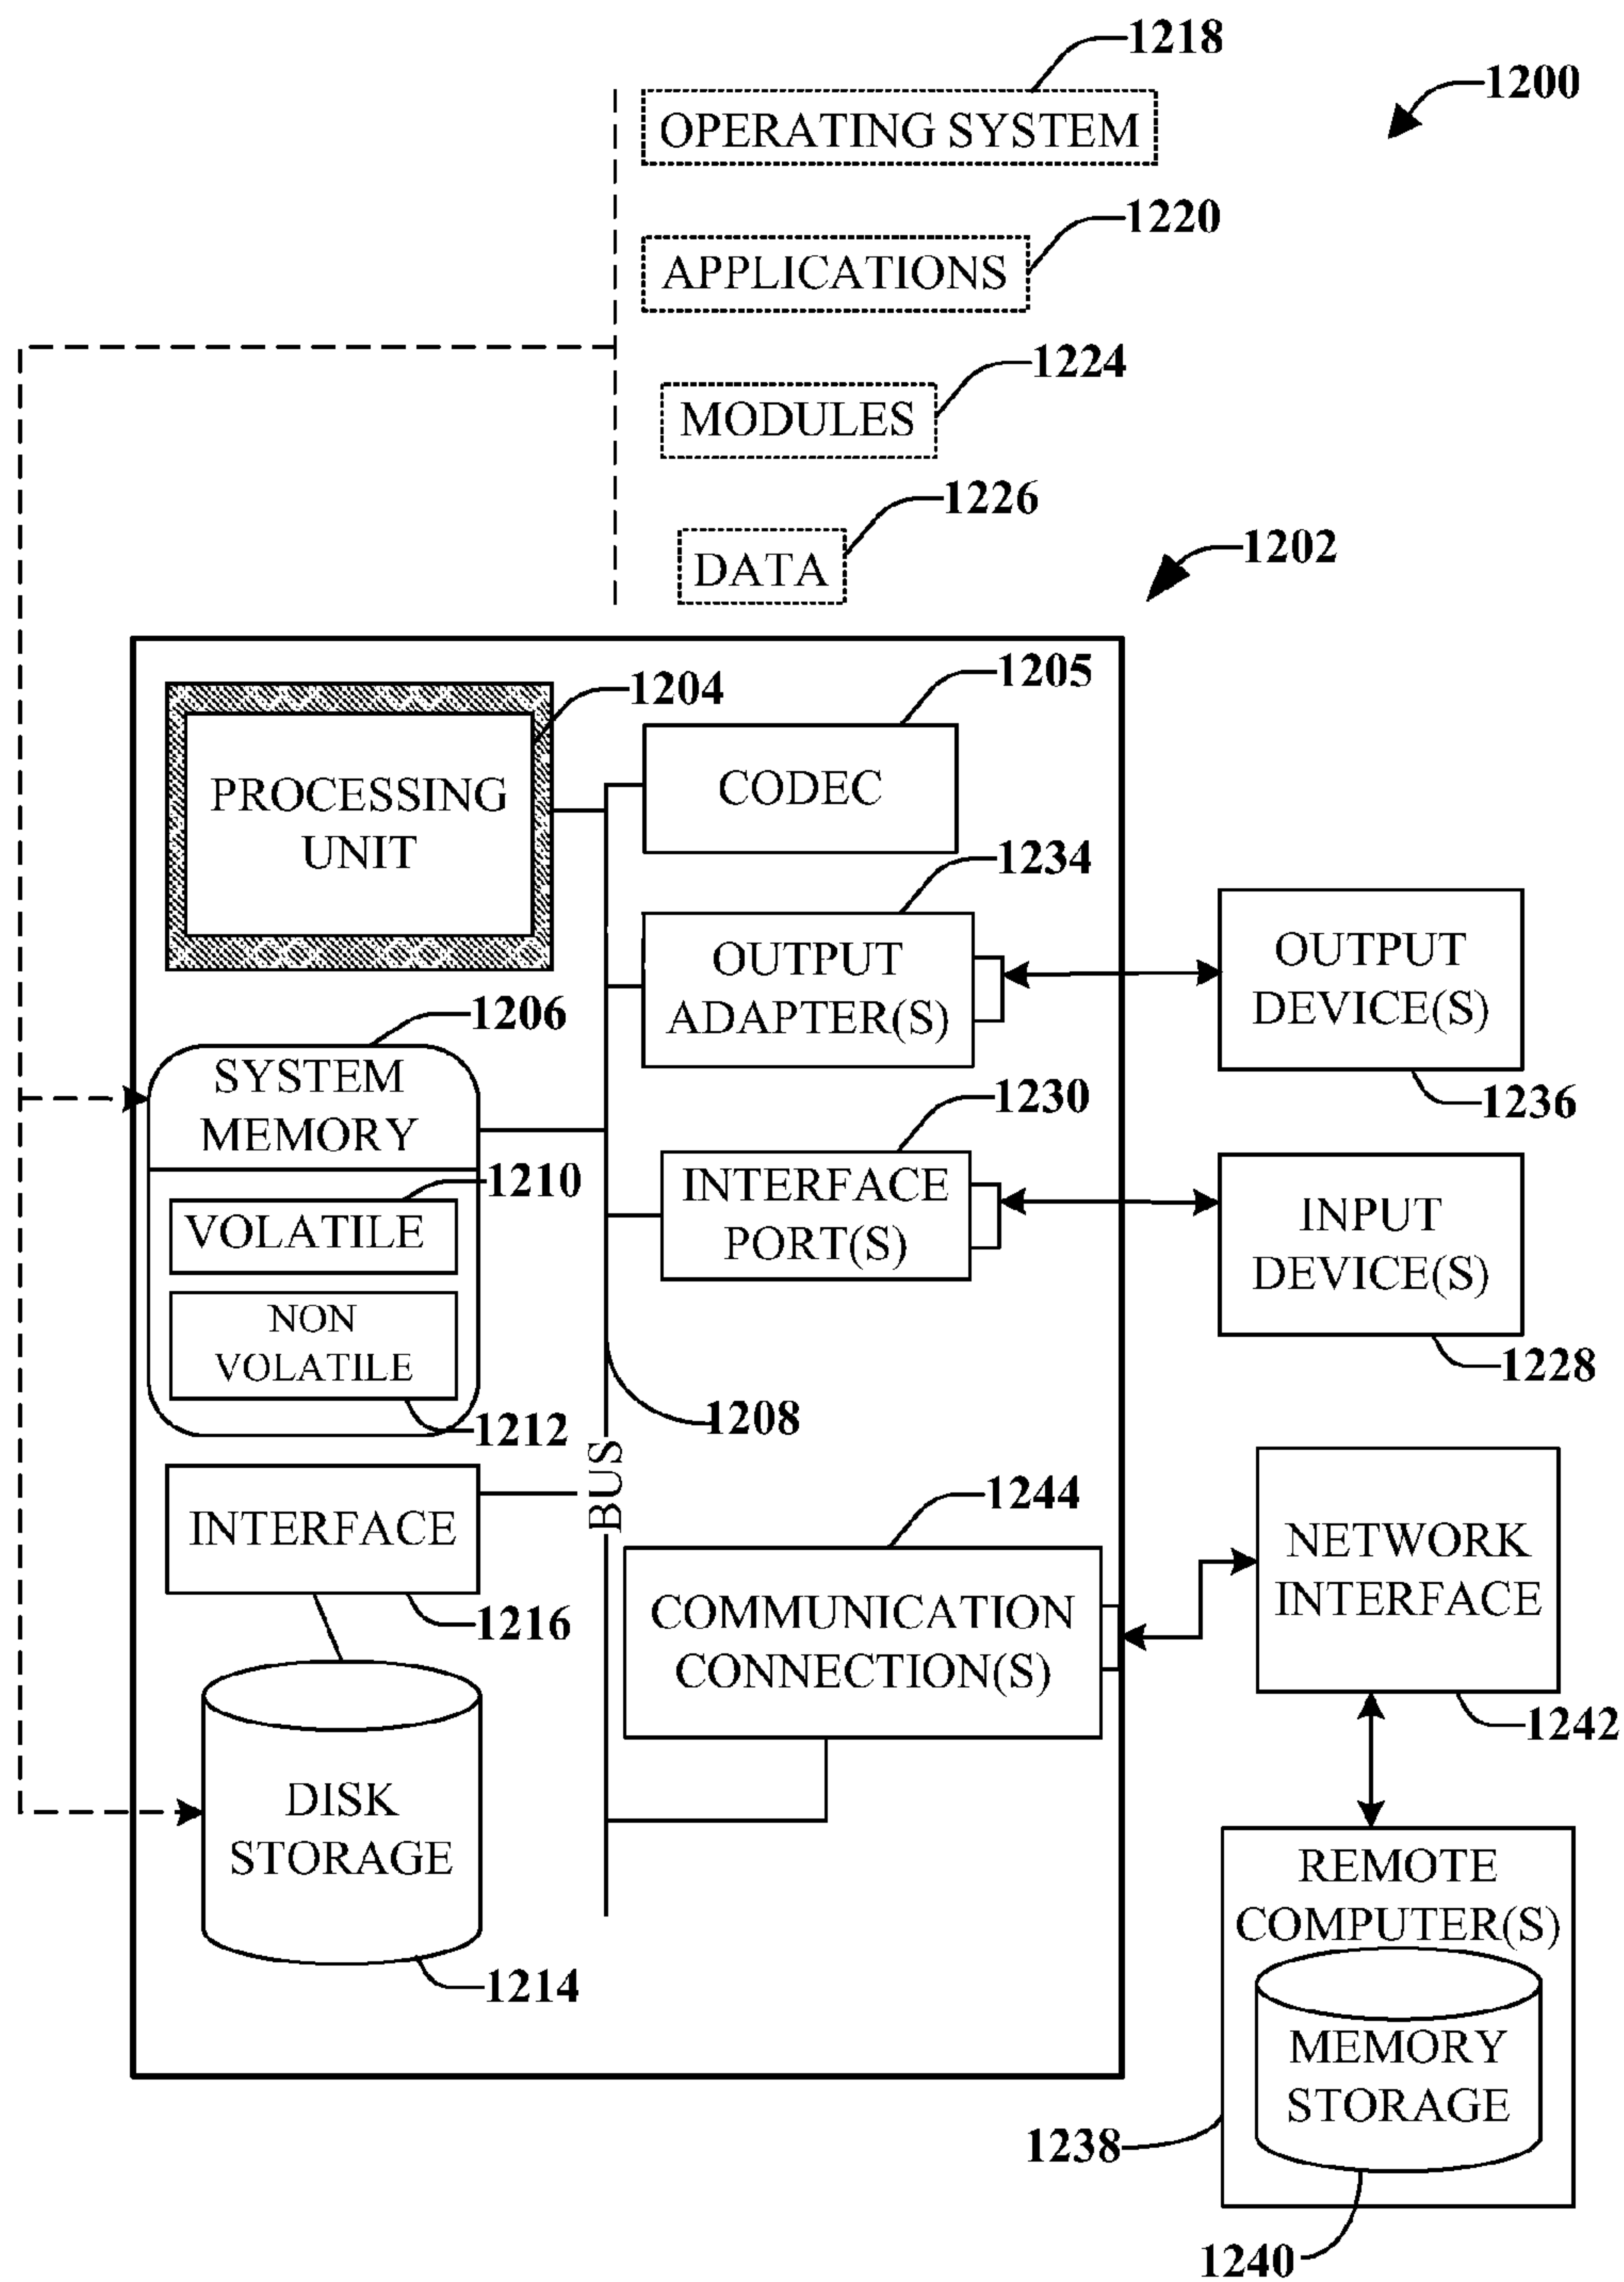 1218
1200
OPERATING SYSTEM
1220
APPLICATIONS
1224
MODULES
1226
DATA
1202
1204
1205
PROCESSING
UNIT
CODEC
1234
OUTPUT
ADAPTER(S)
OUTPUT
DEVICE(S)
1236
1206
SYSTEM
MEMORY
1210
VOLATILE
NON
VOLATILE
1212
1230
INTERFACE
PORT(S)
INPUT
DEVICE(S)
1228
1208
BUS
INTERFACE
1216
1244
COMMUNICATION
CONNECTION(S)
NETWORK
INTERFACE
1242
DISK
STORAGE
1214
REMOTE
COMPUTER(S)
MEMORY
STORAGE
1238
1240